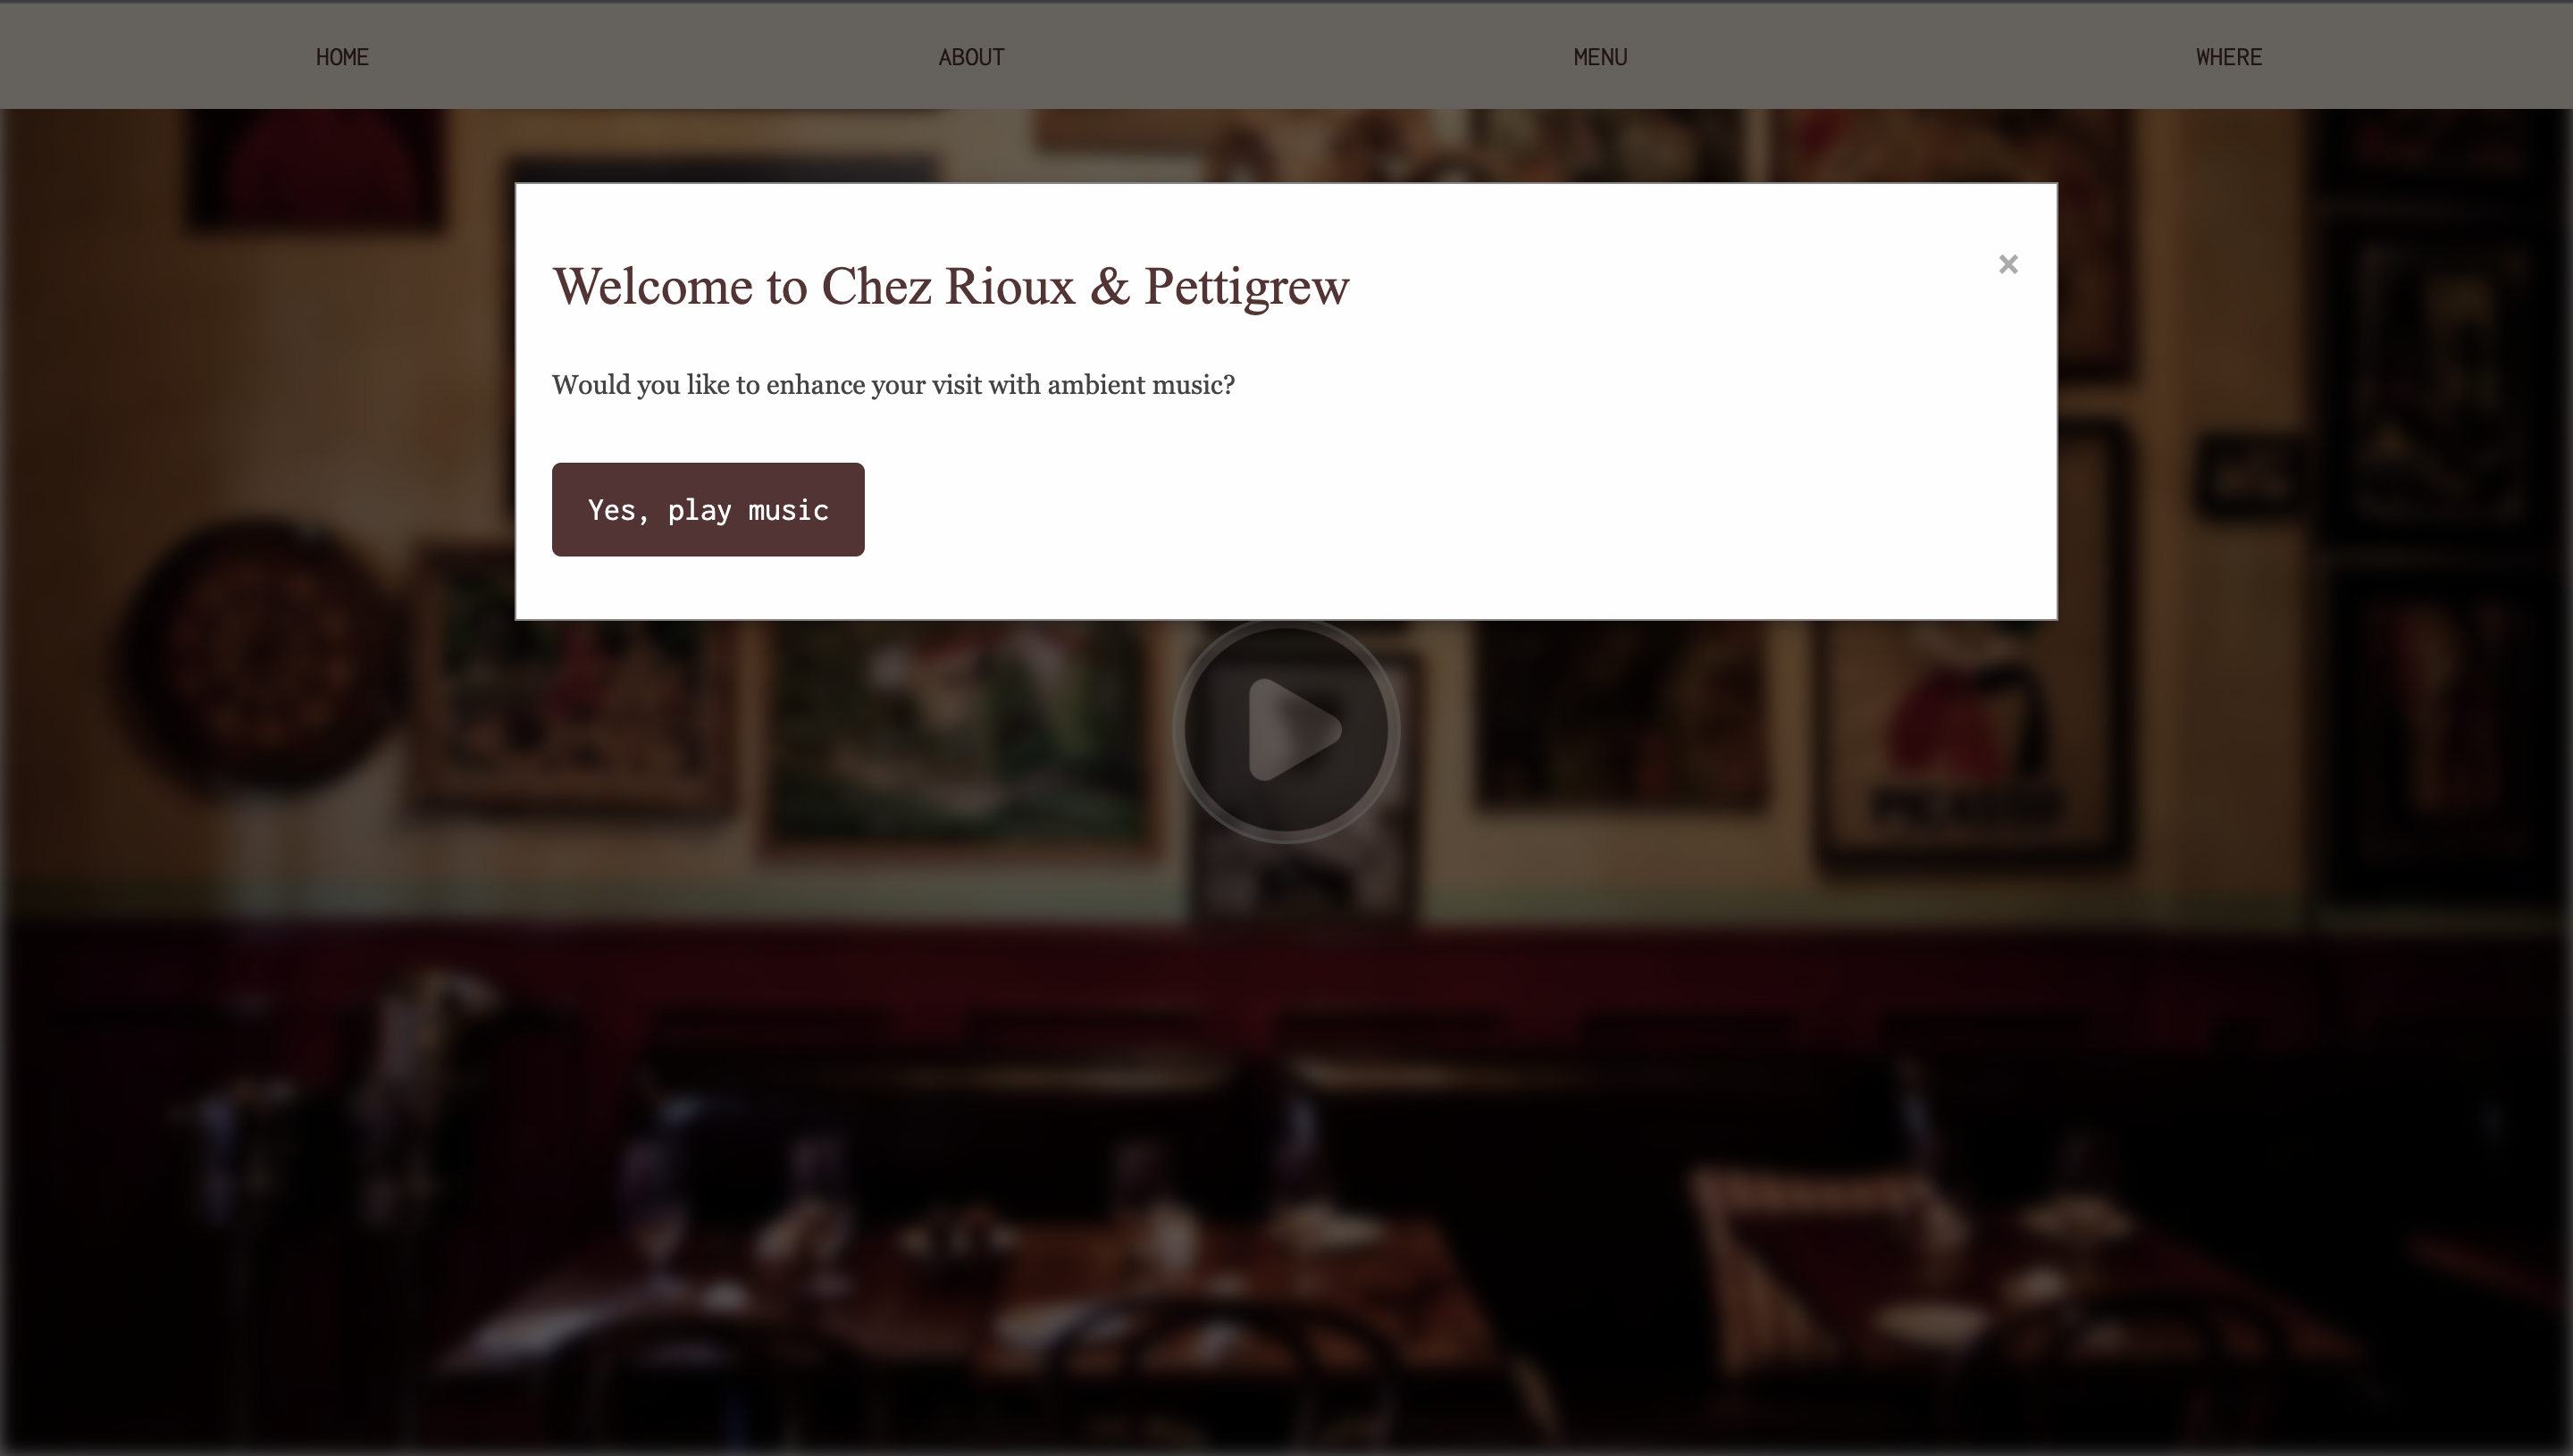 HOME ABOUT MENU WHERE
Welcome to Chez Rioux & Pettigrew
×
Would you like to enhance your visit with ambient music?
Yes, play music
PICASSO